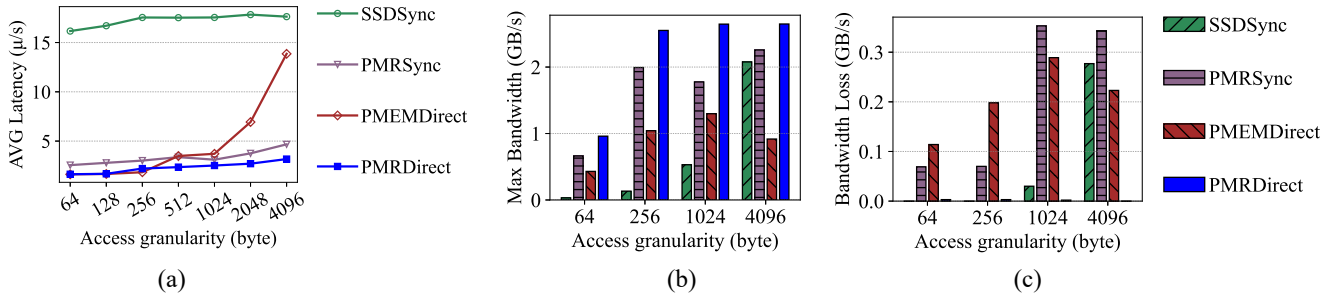 AVG Latency (μ/s)
15
10
5
64
128
256
512
1024
2048
4096
Access granularity (byte)
SSDSync
PMRSync
PMEMDirect
PMRDirect
(a)
Max Bandwidth (GB/s)
2
1
0
64
256
1024
4096
Access granularity (byte)
(b)
Bandwidth Loss (GB/s)
0.3
0.2
0.1
0.0
64
256
1024
4096
Access granularity (byte)
(c)
SSDSync
PMRSync
PMEMDirect
PMRDirect